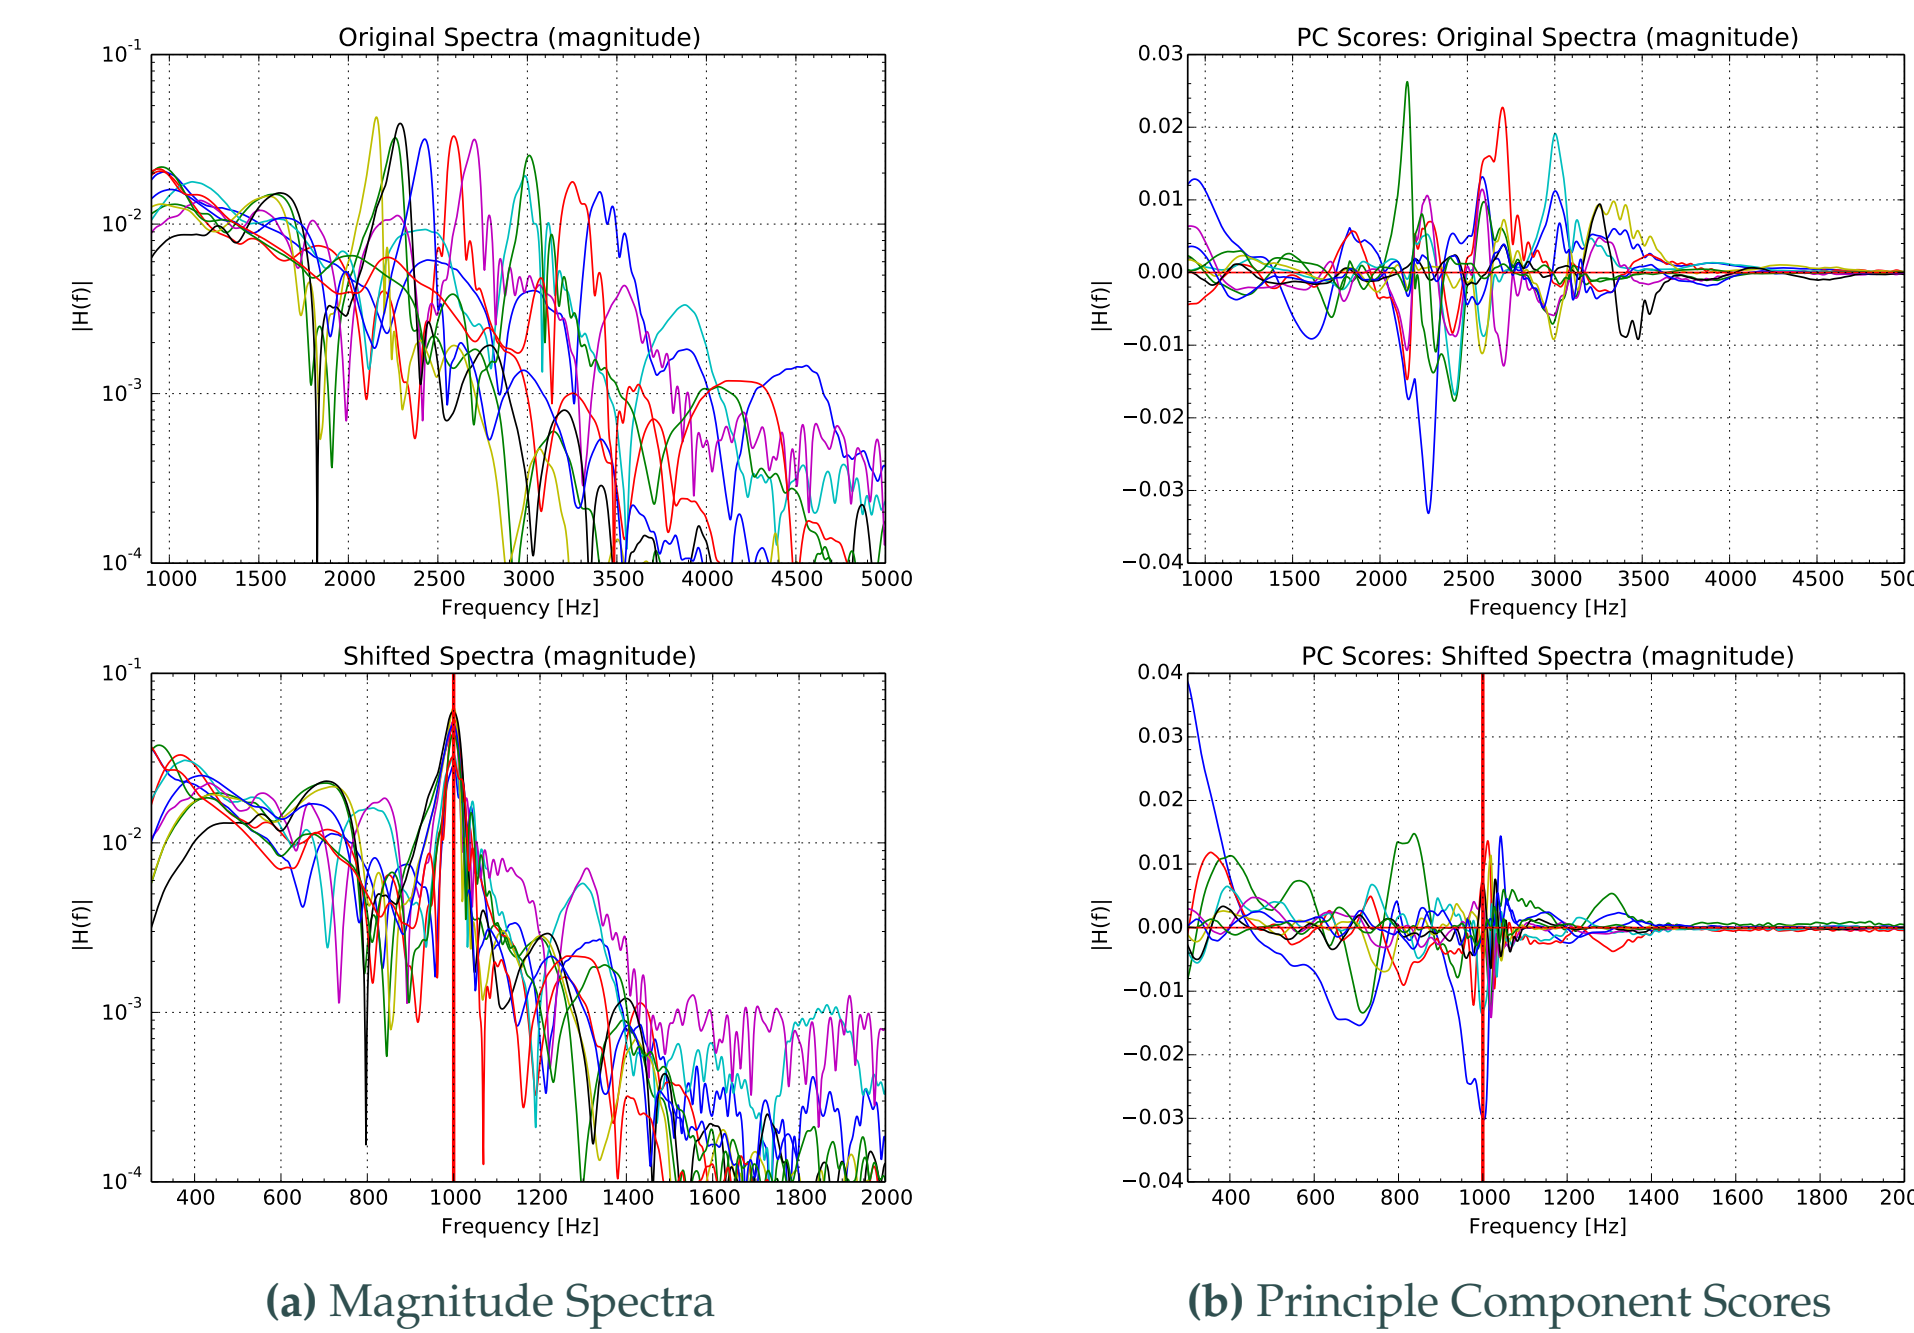 Original Spectra (magnitude)
10-1
10-2
10-3
10-4
|H(f)|
1000 1500 2000 2500 3000 3500 4000 4500 5000
Frequency [Hz]
PC Scores: Original Spectra (magnitude)
0.03
0.02
0.01
0.00
−0.01
−0.02
−0.03
−0.04
|H(f)|
1000 1500 2000 2500 3000 3500 4000 4500 500
Frequency [Hz]
Shifted Spectra (magnitude)
10-1
10-2
10-3
10-4
|H(f)|
400 600 800 1000 1200 1400 1600 1800 2000
Frequency [Hz]
PC Scores: Shifted Spectra (magnitude)
0.04
0.03
0.02
0.01
0.00
−0.01
−0.02
−0.03
−0.04
|H(f)|
400 600 800 1000 1200 1400 1600 1800 200
Frequency [Hz]
(a) Magnitude Spectra
(b) Principle Component Scores